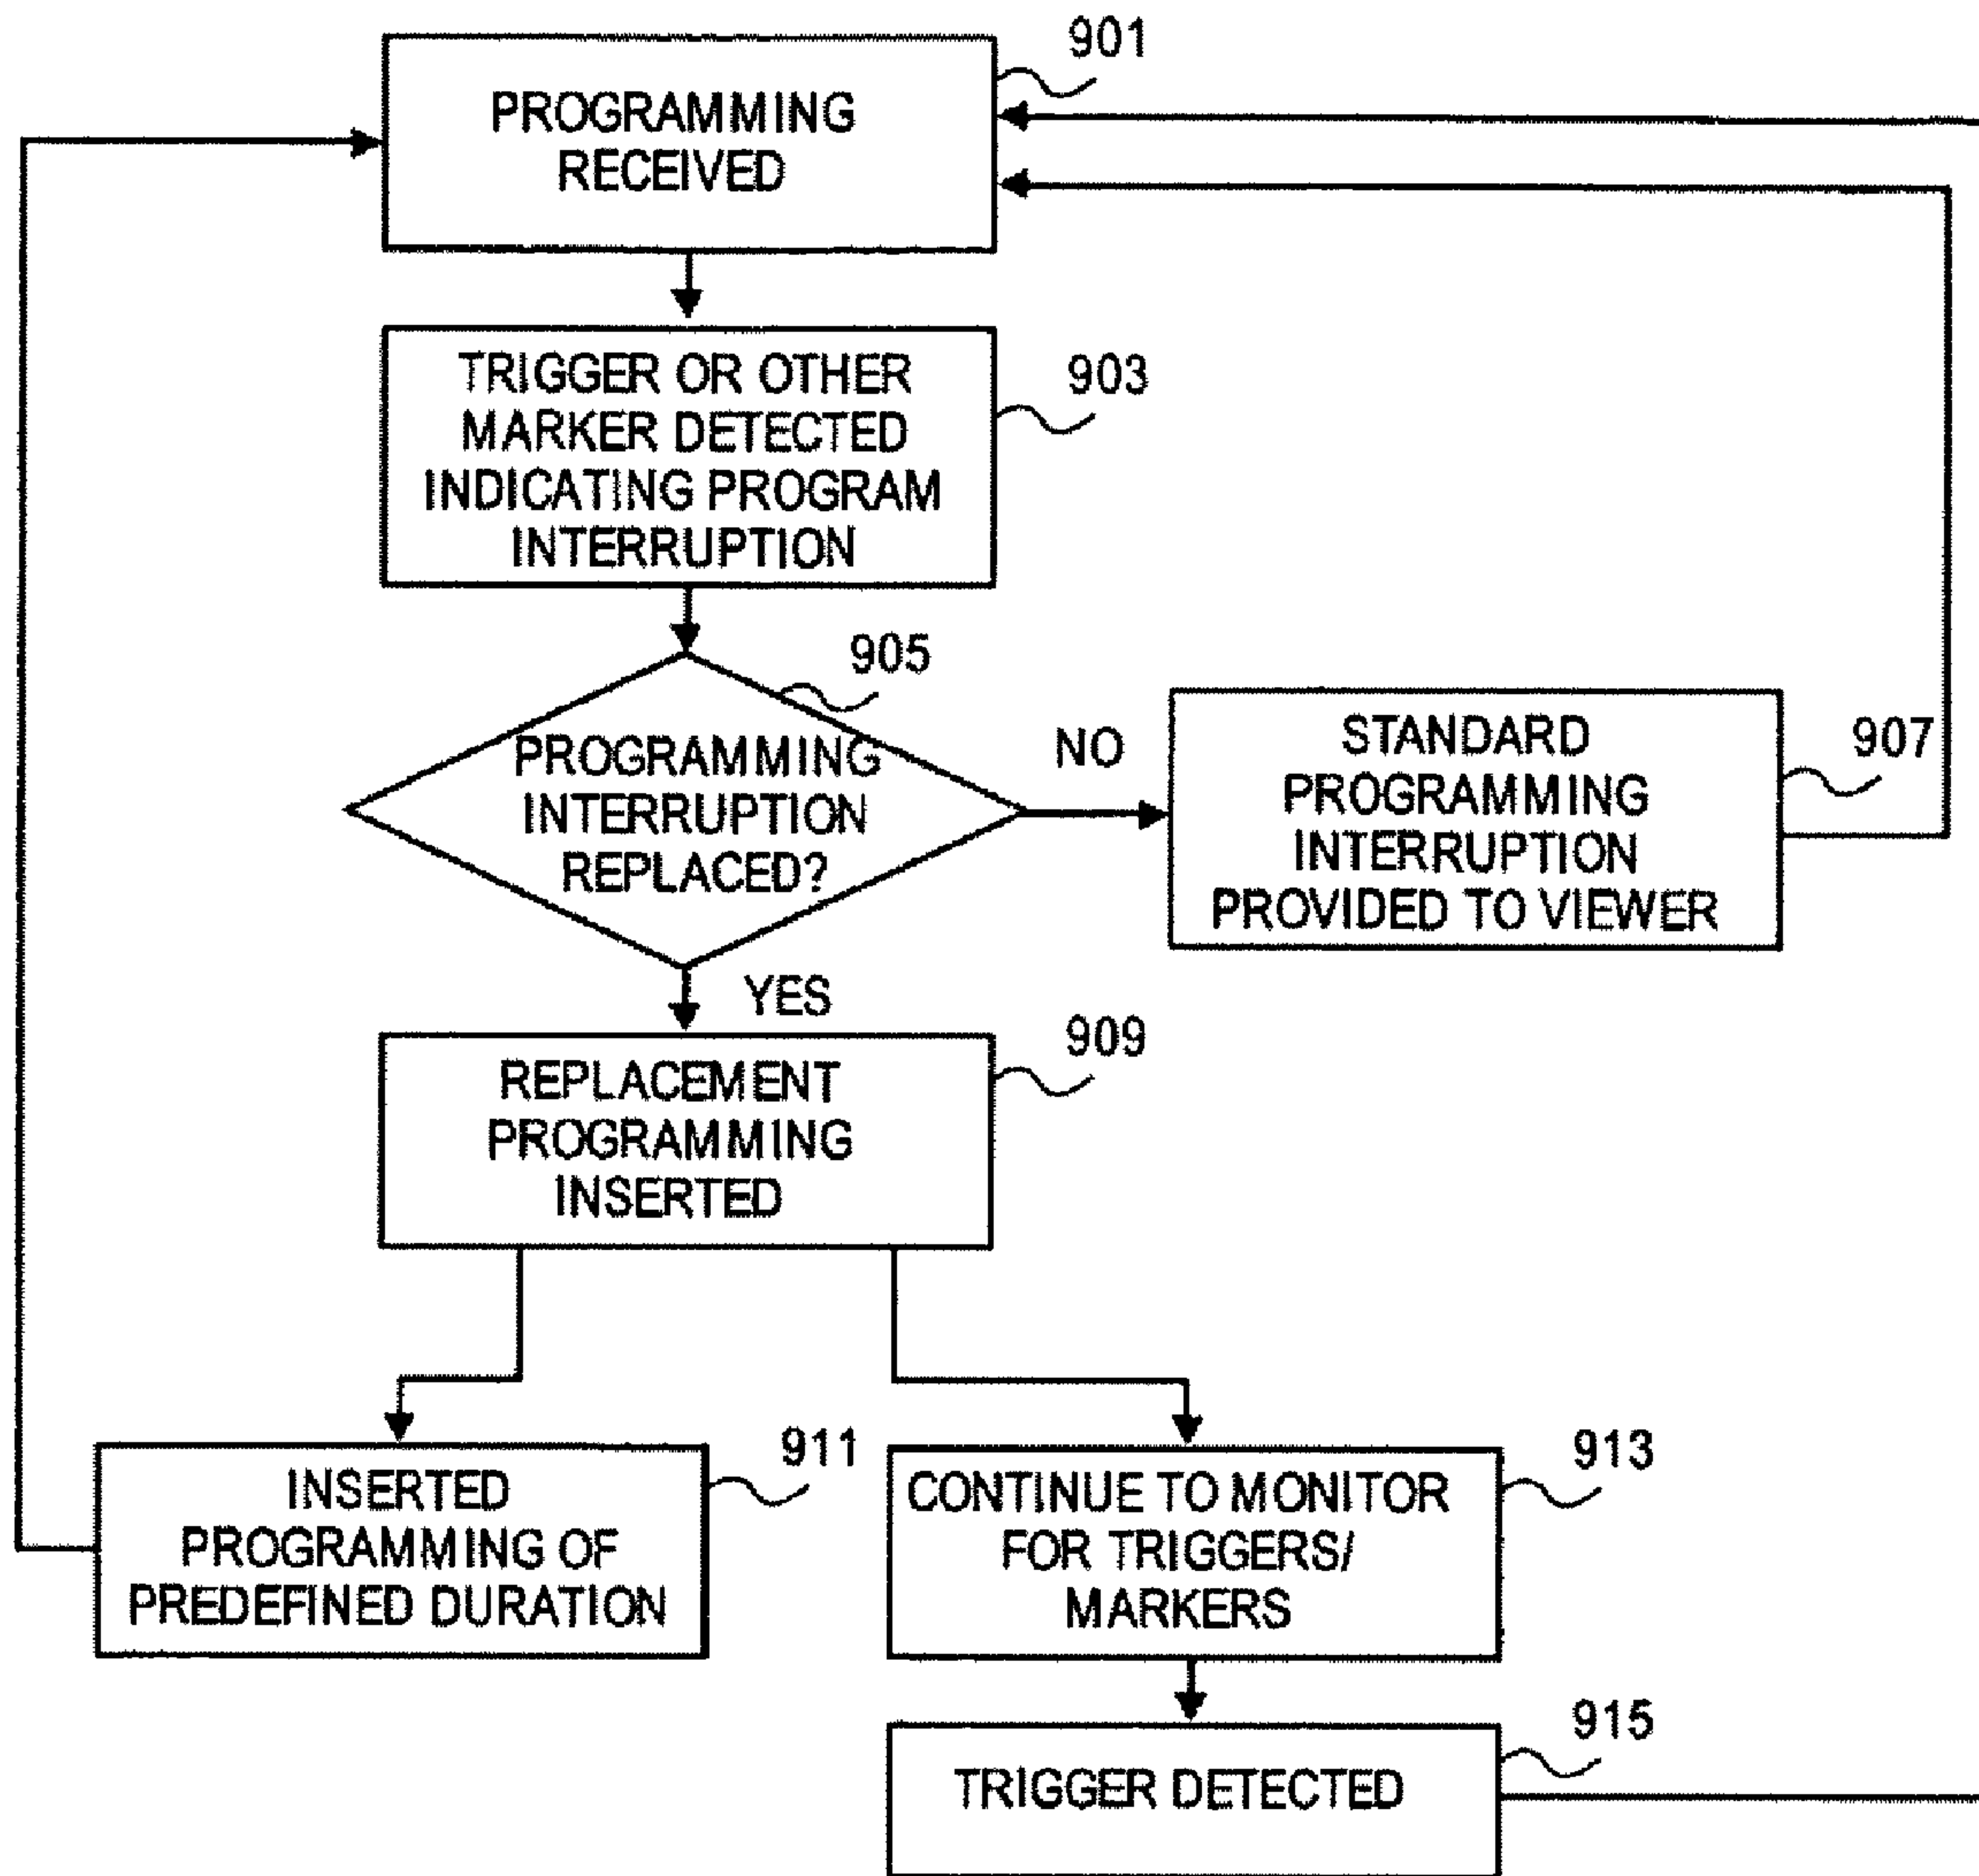 901
PROGRAMMING
RECEIVED
903
TRIGGER OR OTHER
MARKER DETECTED
INDICATING PROGRAM
INTERRUPTION
905
PROGRAMMING
INTERRUPTION
REPLACED?
NO
907
STANDARD
PROGRAMMING
INTERRUPTION
PROVIDED TO VIEWER
YES
909
REPLACEMENT
PROGRAMMING
INSERTED
911
INSERTED
PROGRAMMING OF
PREDEFINED DURATION
913
CONTINUE TO MONITOR
FOR TRIGGERS/
MARKERS
915
TRIGGER DETECTED